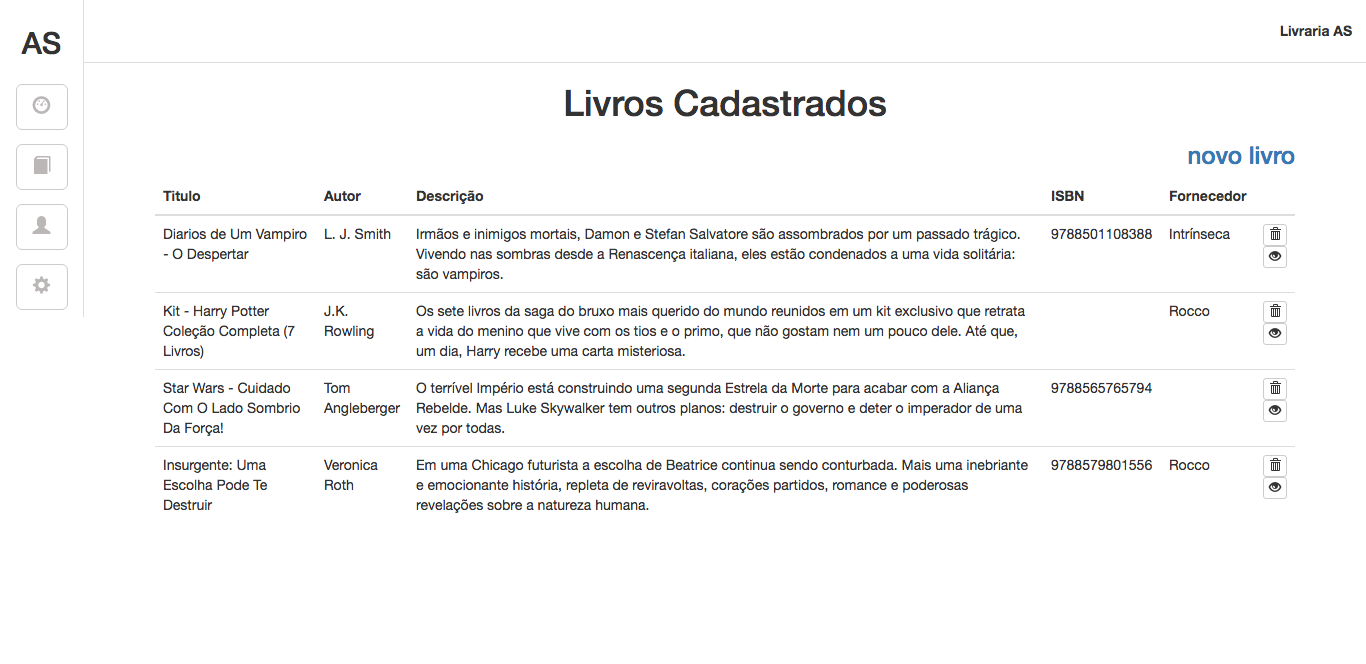 AS
Livraria AS
Livros Cadastrados
novo livro
Titulo Autor Descrição ISBN Fornecedor
Diarios de Um Vampiro L. J. Smith Irmãos e inimigos mortais, Damon e Stefan Salvatore são assombrados por um passado trágico. 9788501108388 Intrínseca
- O Despertar Vivendo nas sombras desde a Renascença italiana, eles estão condenados a uma vida solitária:
são vampiros.
Kit - Harry Potter J.K. Os sete livros da saga do bruxo mais querido do mundo reunidos em um kit exclusivo que retrata Rocco
Coleção Completa (7 Rowling a vida do menino que vive com os tios e o primo, que não gostam nem um pouco dele. Até que,
Livros) um dia, Harry recebe uma carta misteriosa.
Star Wars - Cuidado Tom O terrível Império está construindo uma segunda Estrela da Morte para acabar com a Aliança 9788565765794
Com O Lado Sombrio Angleberger Rebelde. Mas Luke Skywalker tem outros planos: destruir o governo e deter o imperador de uma
Da Força! vez por todas.
Insurgente: Uma Veronica Em uma Chicago futurista a escolha de Beatrice continua sendo conturbada. Mais uma inebriante 9788579801556 Rocco
Escolha Pode Te Roth e emocionante história, repleta de reviravoltas, corações partidos, romance e poderosas
Destruir revelações sobre a natureza humana.